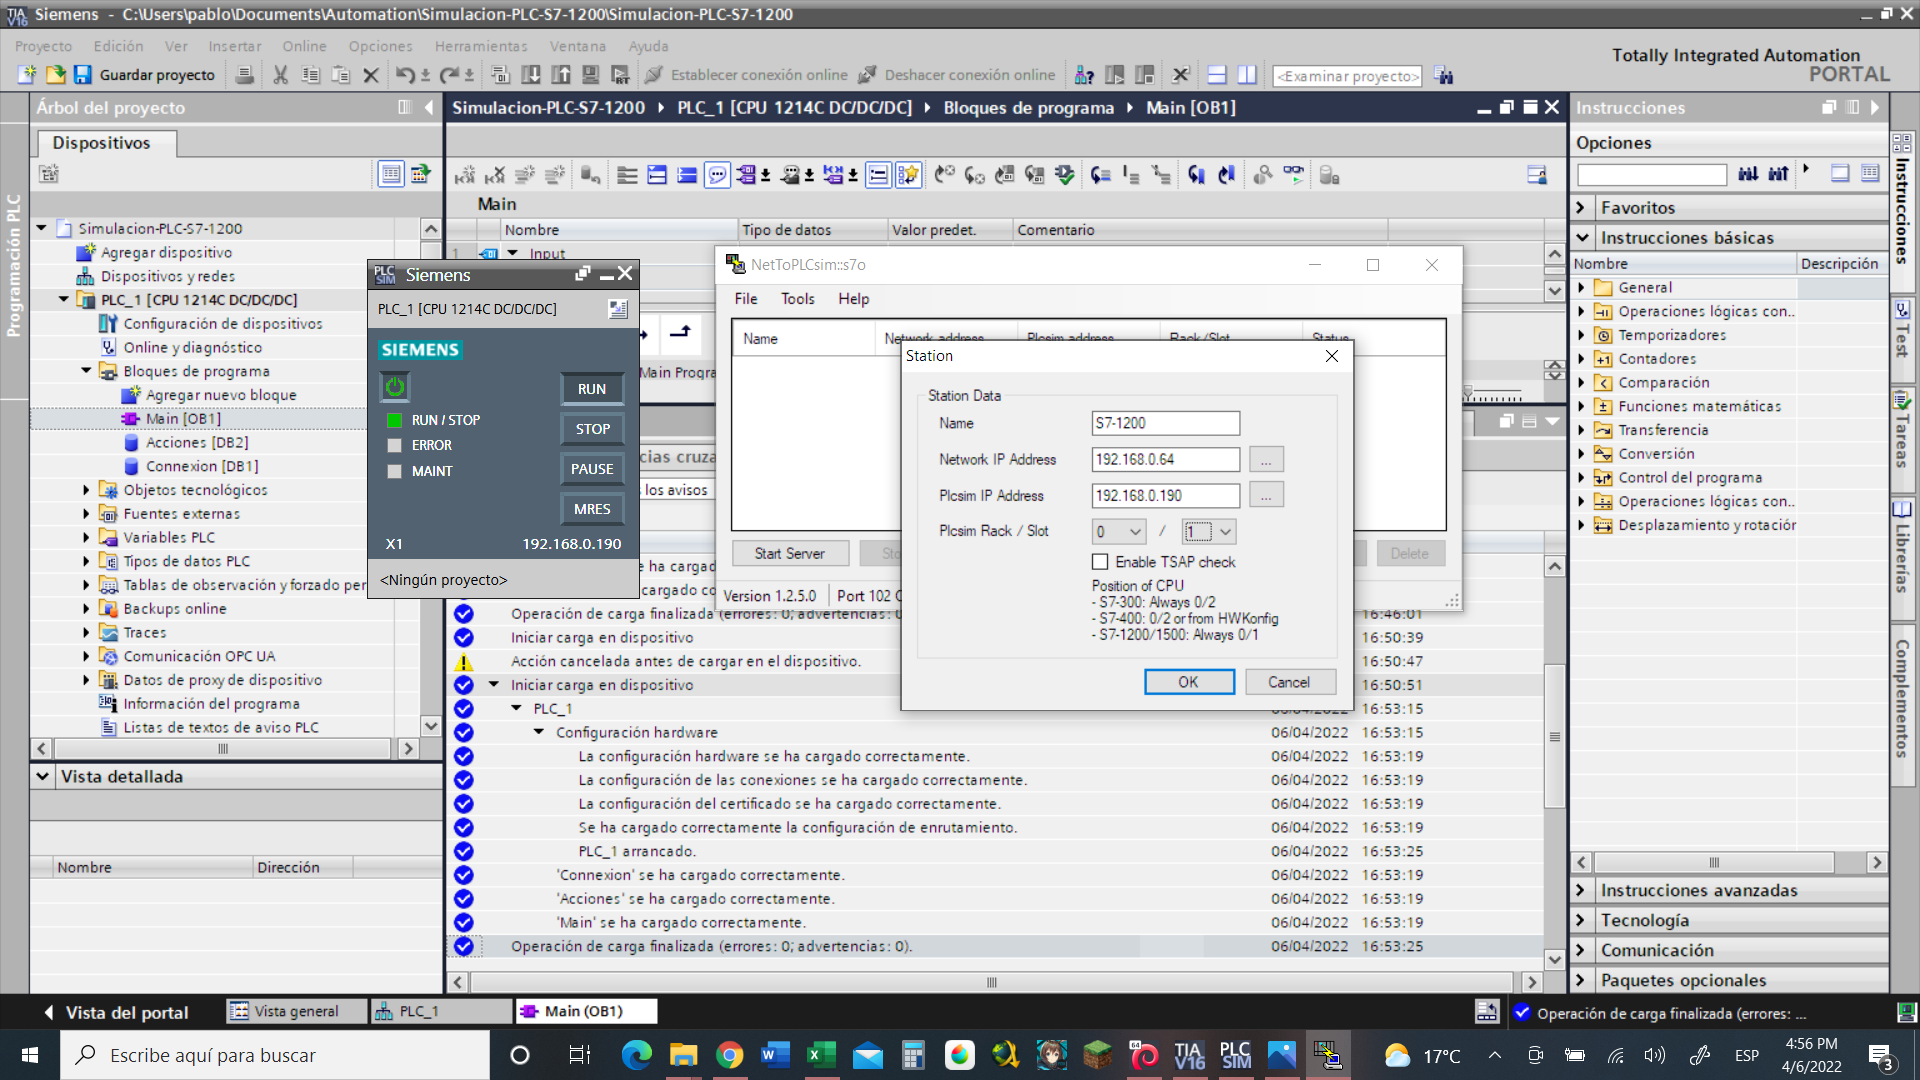 Siemens - C:\Users\pablo\Documents\Automation\Simulacion-PLC-S7-1200\Simulacion-PLC-S7-1200
Proyecto Edición Ver Insertar Online Opciones Herramientas Ventana Ayuda
Guardar proyecto
Establecer conexión online
Deshacer conexión online
<Examinar proyecto>
Totally Integrated Automation
PORTAL
Árbol del proyecto
Dispositivos
Programación PLC
Simulacion-PLC-S7-1200
Agregar dispositivo
Dispositivos y redes
PLC_1 [CPU 1214C DC/DC/DC]
Configuración de dispositivos
Online y diagnóstico
Bloques de programa
Agregar nuevo bloque
Main [OB1]
Acciones [DB2]
Connexion [DB1]
Objetos tecnológicos
Fuentes externas
Variables PLC
Tipos de datos PLC
Tablas de observación y forzado per
Backups online
Traces
Comunicación OPC UA
Datos de proxy de dispositivo
Información del programa
Listas de textos de aviso PLC
Vista detallada
Nombre Dirección
Simulacion-PLC-S7-1200 PLC_1 [CPU 1214C DC/DC/DC] Bloques de programa Main [OB1]
Main
Nombre Tipo de datos Valor predet. Comentario
1 Input
PLC SIM Siemens
PLC_1 [CPU 1214C DC/DC/DC]
SIEMENS
RUN
RUN / STOP
STOP
ERROR
PAUSE
MAINT
MRES
X1 192.168.0.190
<Ningún proyecto>
Main Progra
cias cruza
los avisos
NetToPLCsim::s7o
File Tools Help
Name Network address Plcsim address Rack/Slot Status
Start Server
Sto
Delete
Version 1.2.5.0 Port 102
Station
Station Data
Name S7-1200
Network IP Address 192.168.0.64 ...
Plcsim IP Address 192.168.0.190 ...
Plcsim Rack / Slot 0 / 1
Enable TSAP check
Position of CPU
- S7-300: Always 0/2
- S7-400: 0/2 or from HWKonfig
- S7-1200/1500: Always 0/1
OK Cancel
e ha cargad
cargado co
Operación de carga finalizada (errores: 0; advertencias: 0 16:46:01
Iniciar carga en dispositivo 16:50:39
Acción cancelada antes de cargar en el dispositivo. 16:50:47
Iniciar carga en dispositivo 16:50:51
PLC_1 06/04/2022 16:53:15
Configuración hardware 06/04/2022 16:53:15
La configuración hardware se ha cargado correctamente. 06/04/2022 16:53:19
La configuración de las conexiones se ha cargado correctamente. 06/04/2022 16:53:19
La configuración del certificado se ha cargado correctamente. 06/04/2022 16:53:19
Se ha cargado correctamente la configuración de enrutamiento. 06/04/2022 16:53:19
PLC_1 arrancado. 06/04/2022 16:53:25
'Connexion' se ha cargado correctamente. 06/04/2022 16:53:19
'Acciones' se ha cargado correctamente. 06/04/2022 16:53:19
'Main' se ha cargado correctamente. 06/04/2022 16:53:19
Operación de carga finalizada (errores: 0; advertencias: 0). 06/04/2022 16:53:25
Instrucciones
Opciones
Favoritos
Instrucciones básicas
Nombre Descripción
General
Operaciones lógicas con..
Temporizadores
Contadores
Comparación
Funciones matemáticas
Transferencia
Conversión
Control del programa
Operaciones lógicas con..
Desplazamiento y rotación
Instrucciones avanzadas
Tecnología
Comunicación
Paquetes opcionales
Instrucciones
Test
Tareas
Librerías
Complementos
Vista del portal
Vista general
PLC_1
Main (OB1)
Operación de carga finalizada (errores: ...
Escribe aquí para buscar
64
TIA V16
PLC SIM
17°C
ESP
4:56 PM
4/6/2022
3